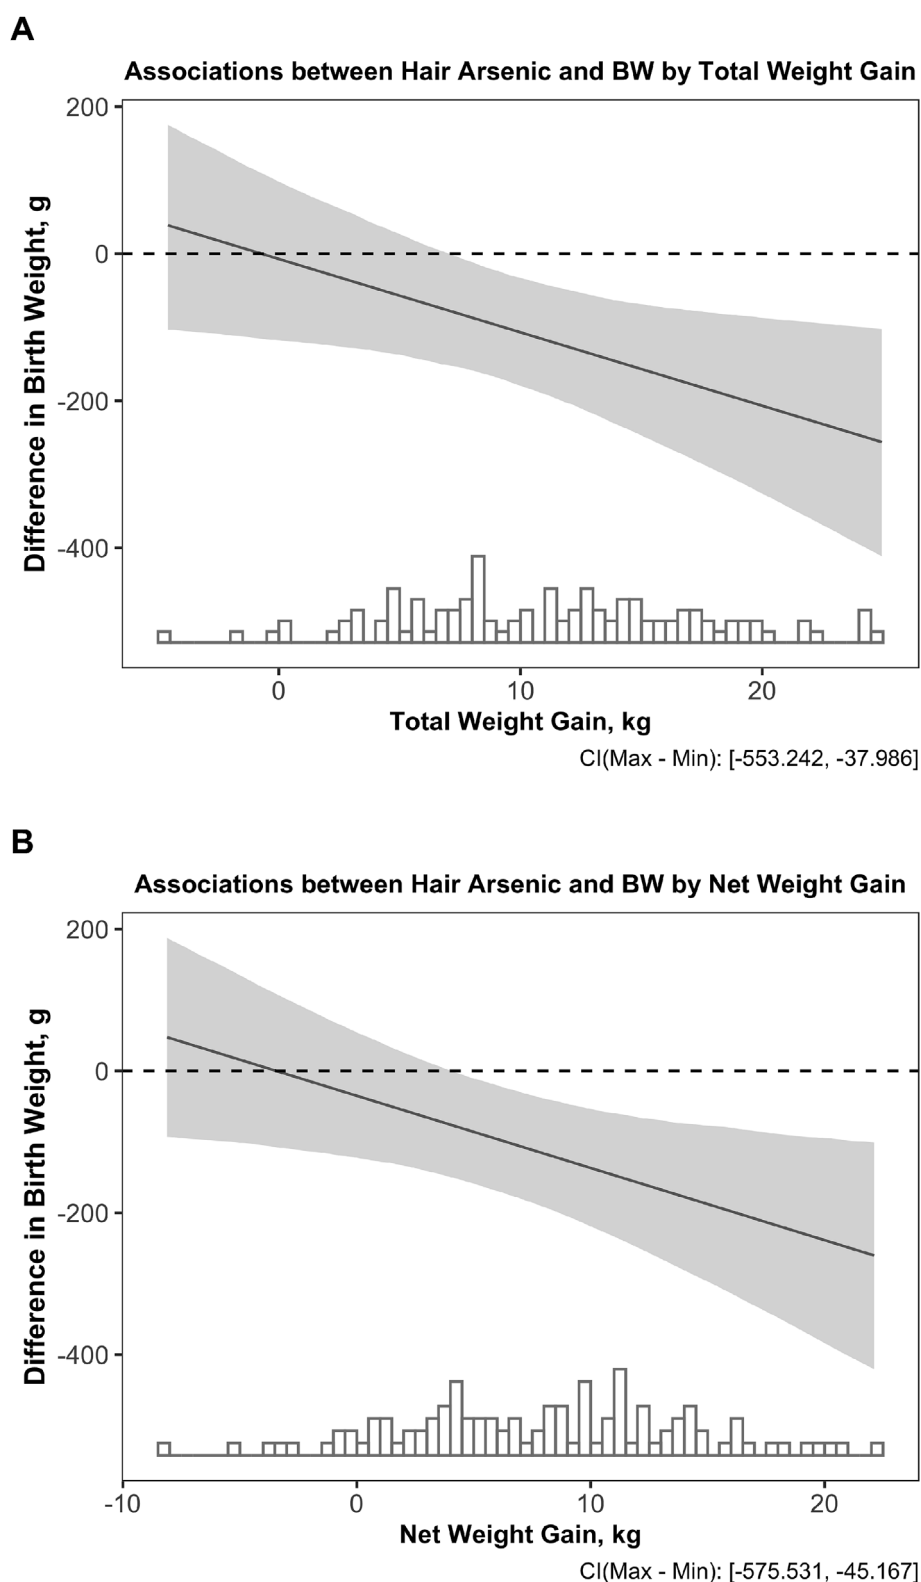 A
Associations between Hair Arsenic and BW by Total Weight Gain
200
0
-200
-400
Difference in Birth Weight, g
0 10 20
Total Weight Gain, kg
CI(Max - Min): [-553.242, -37.986]
B
Associations between Hair Arsenic and BW by Net Weight Gain
200
0
-200
-400
Difference in Birth Weight, g
-10 0 10 20
Net Weight Gain, kg
CI(Max - Min): [-575.531, -45.167]